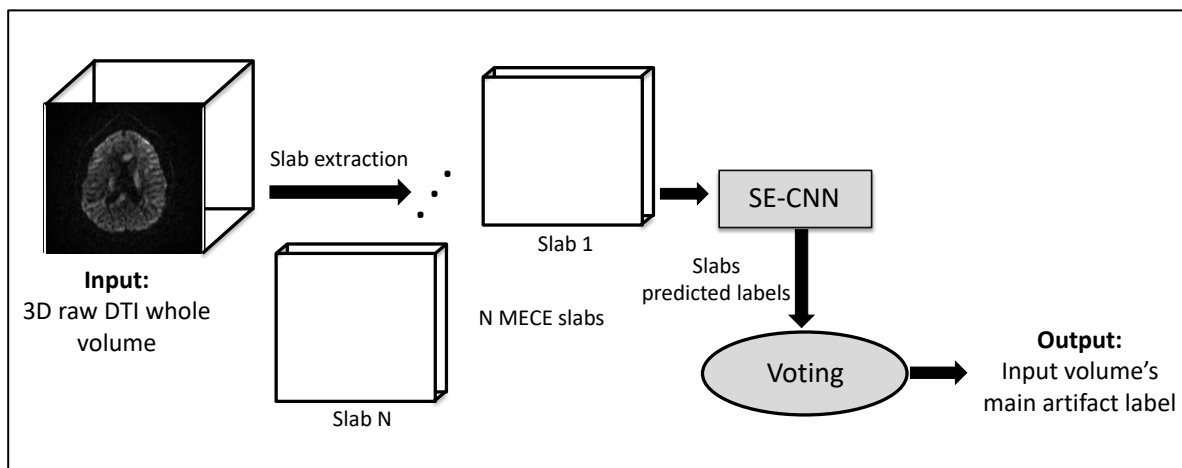 Input:
3D raw DTI whole
volume
Slab extraction
Slab 1
Slab N
N MECE slabs
SE-CNN
Slabs
predicted labels
Voting
Output:
Input volume's
main artifact label